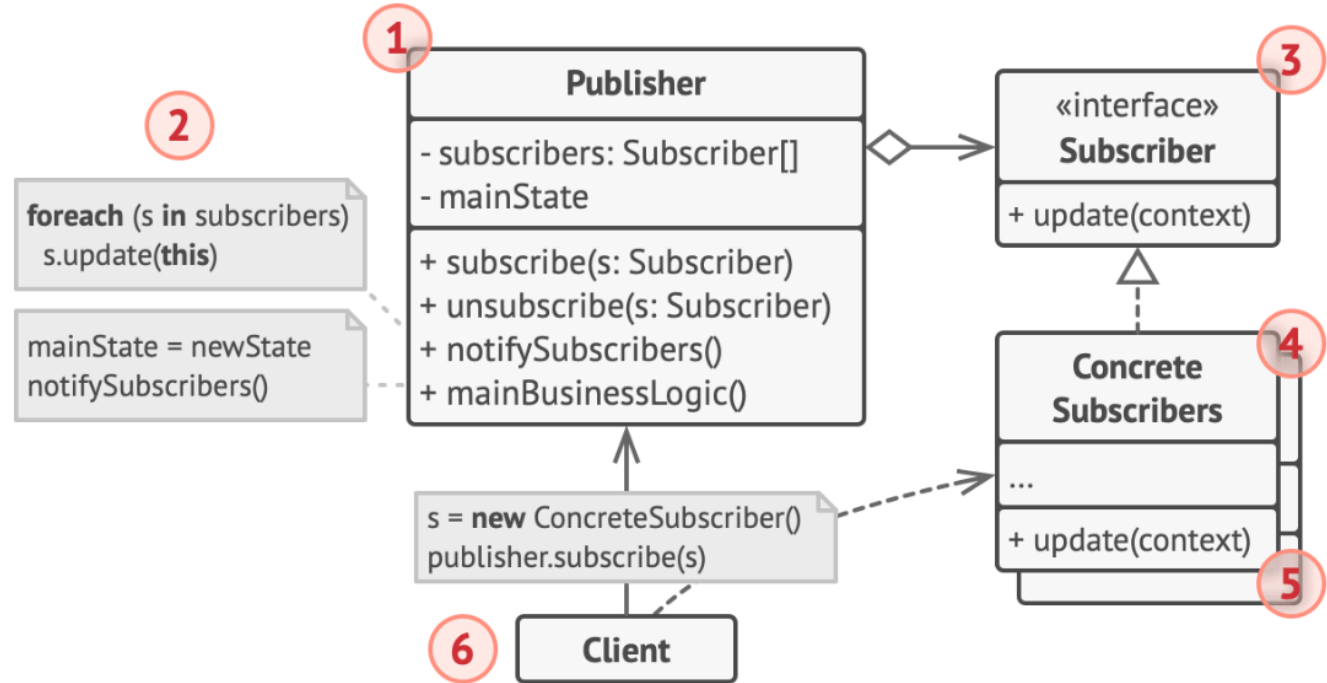 1
Publisher
- subscribers: Subscriber[]
- mainState
+ subscribe(s: Subscriber)
+ unsubscribe(s: Subscriber)
+ notifySubscribers()
+ mainBusinessLogic()
2
foreach (s in subscribers)
s.update(this)
mainState = newState
notifySubscribers()
3
«interface»
Subscriber
+ update(context)
4
Concrete
Subscribers
...
+ update(context)
5
s = new ConcreteSubscriber()
publisher.subscribe(s)
6
Client